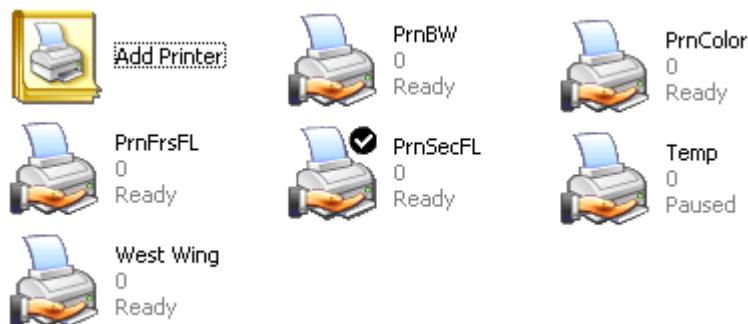 Add Printer
PrnBW
0
Ready
PrnColor
0
Ready
PrnFrsFL
0
Ready
PrnSecFL
0
Ready
Temp
0
Paused
West Wing
0
Ready